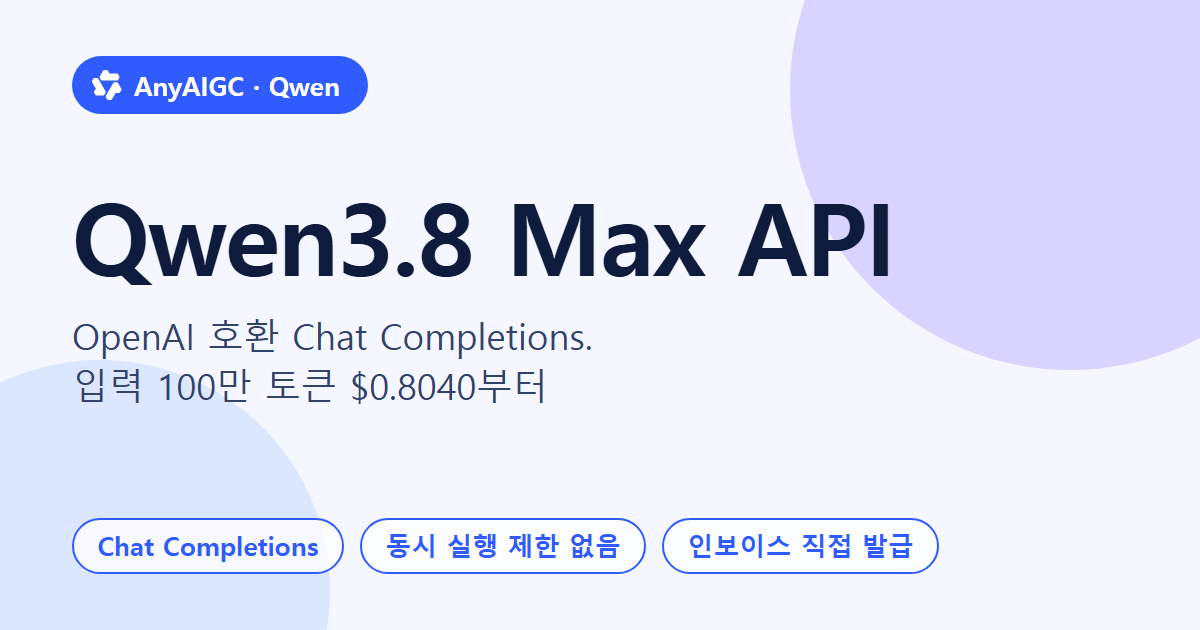 AnyAIGC · Qwen
Qwen3.8 Max API
OpenAI 호환 Chat Completions.
입력 100만 토큰 $0.8040부터
Chat Completions
동시 실행 제한 없음
인보이스 직접 발급